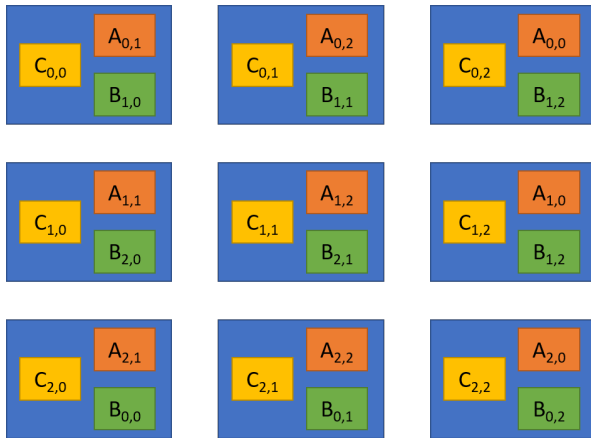 A0,1 A0,2 A0,0
C0,0 C0,1 C0,2
B1,0 B1,1 B1,2
A1,1 A1,2 A1,0
C1,0 C1,1 C1,2
B2,0 B2,1 B1,2
A2,1 A2,2 A2,0
C2,0 C2,1 C2,2
B0,0 B0,1 B0,2